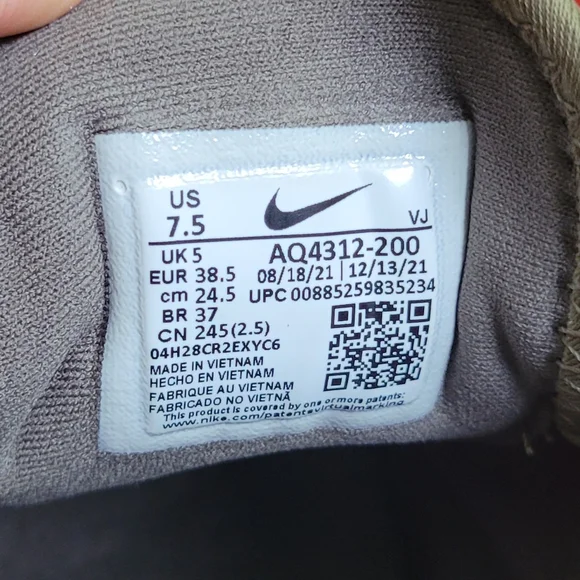 US
7.5
VJ
UK 5
AQ4312-200
EUR 38.5
08/18/21 | 12/13/21
cm 24.5
UPC 00885259835234
BR 37
CN 245(2.5)
04H28CR2EXYC6
MADE IN VIETNAM
HECHO EN VIETNAM
FABRIQUE AU VIETNAM
FABRICADO NO VIETNÃ
This product is covered by one or more patents.
www.nike.com/patentsvirtualmarking